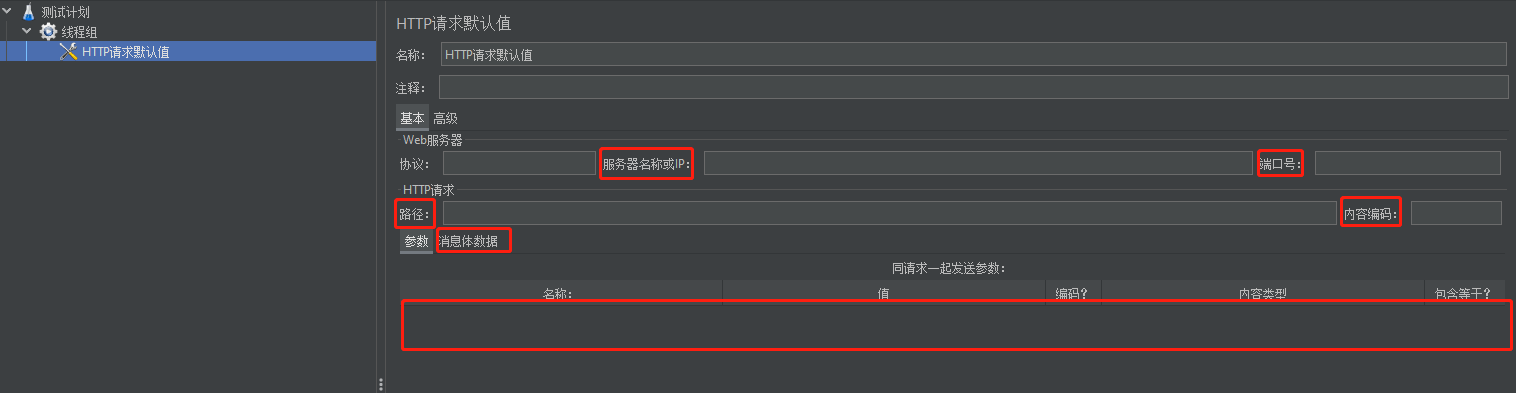 测试计划
线程组
HTTP请求默认值
HTTP请求默认值
名称： HTTP请求默认值
注释：
基本 高级
Web服务器
协议： 服务器名称或IP： 端口号：
HTTP请求
路径： 内容编码：
参数 消息体数据
同请求一起发送参数：
名称： 值 编码? 内容类型 包含等于?